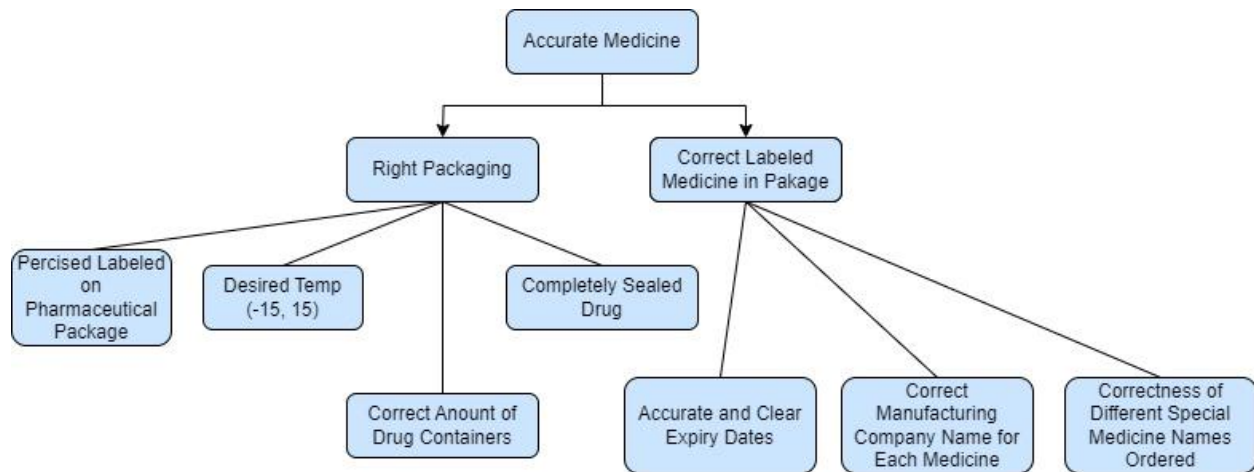 Accurate Medicine
Right Packaging
Correct Labeled
Medicine in Pakage
Percised Labeled
on
Pharmaceutical
Package
Desired Temp
(-15, 15)
Completely Sealed
Drug
Correct Amount of
Drug Containers
Accurate and Clear
Expiry Dates
Correct
Manufacturing
Company Name for
Each Medicine
Correctness of
Different Special
Medicine Names
Ordered